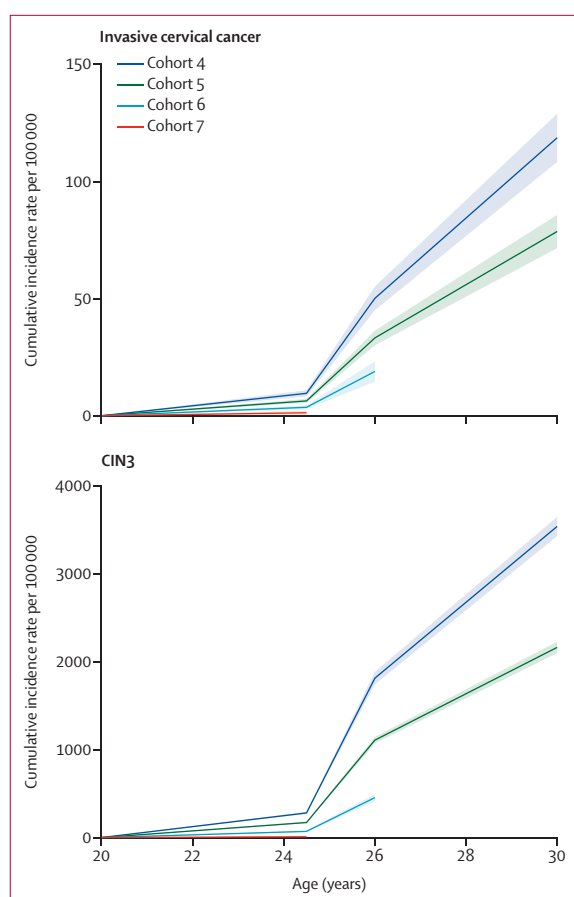 Invasive cervical cancer
150
Cohort 4
Cohort 5
Cohort 6
Cohort 7
100
50
0
Cumulative incidence rate per 100 000
CIN3
4000
3000
2000
1000
0
Cumulative incidence rate per 100 000
20 22 24 26 28 30
Age (years)